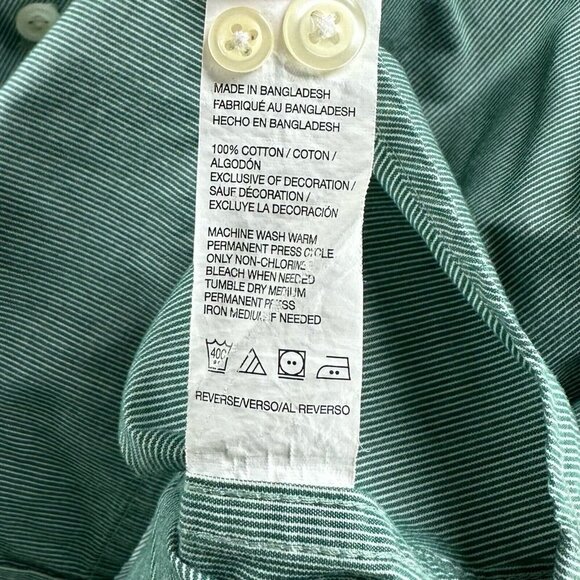 MADE IN BANGLADESH
FABRIQUÉ AU BANGLADESH
HECHO EN BANGLADESH
100% COTTON / COTON /
ALGODÓN
EXCLUSIVE OF DECORATION /
SAUF DÉCORATION /
EXCLUYE LA DECORACIÓN
MACHINE WASH WARM
PERMANENT PRESS CYCLE
ONLY NON-CHLORINE
BLEACH WHEN NEEDED
TUMBLE DRY MEDIUM
PERMANENT PRESS
IRON MEDIUM IF NEEDED
REVERSE/VERSO/AL REVERSO